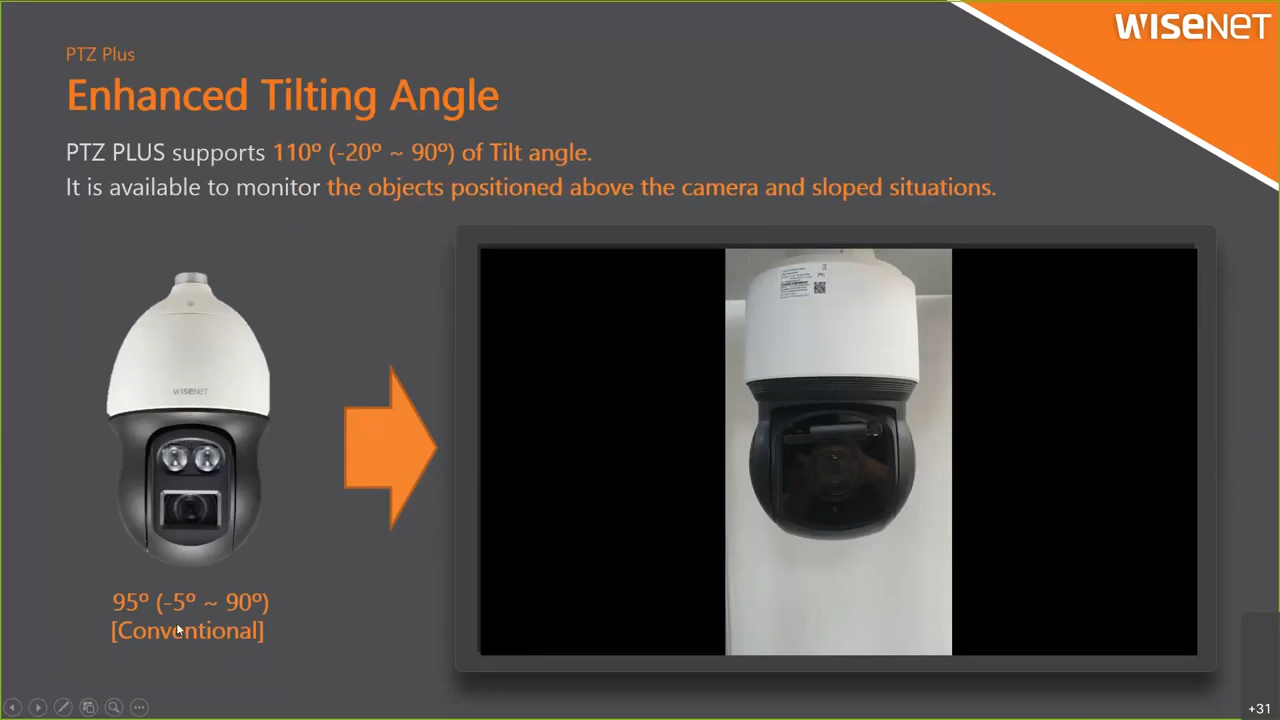 WISENET
PTZ Plus
Enhanced Tilting Angle
PTZ PLUS supports 110º (-20º ~ 90º) of Tilt angle.
It is available to monitor the objects positioned above the camera and sloped situations.
WISENET
95º (-5º ~ 90º)
[Conventional]
+31